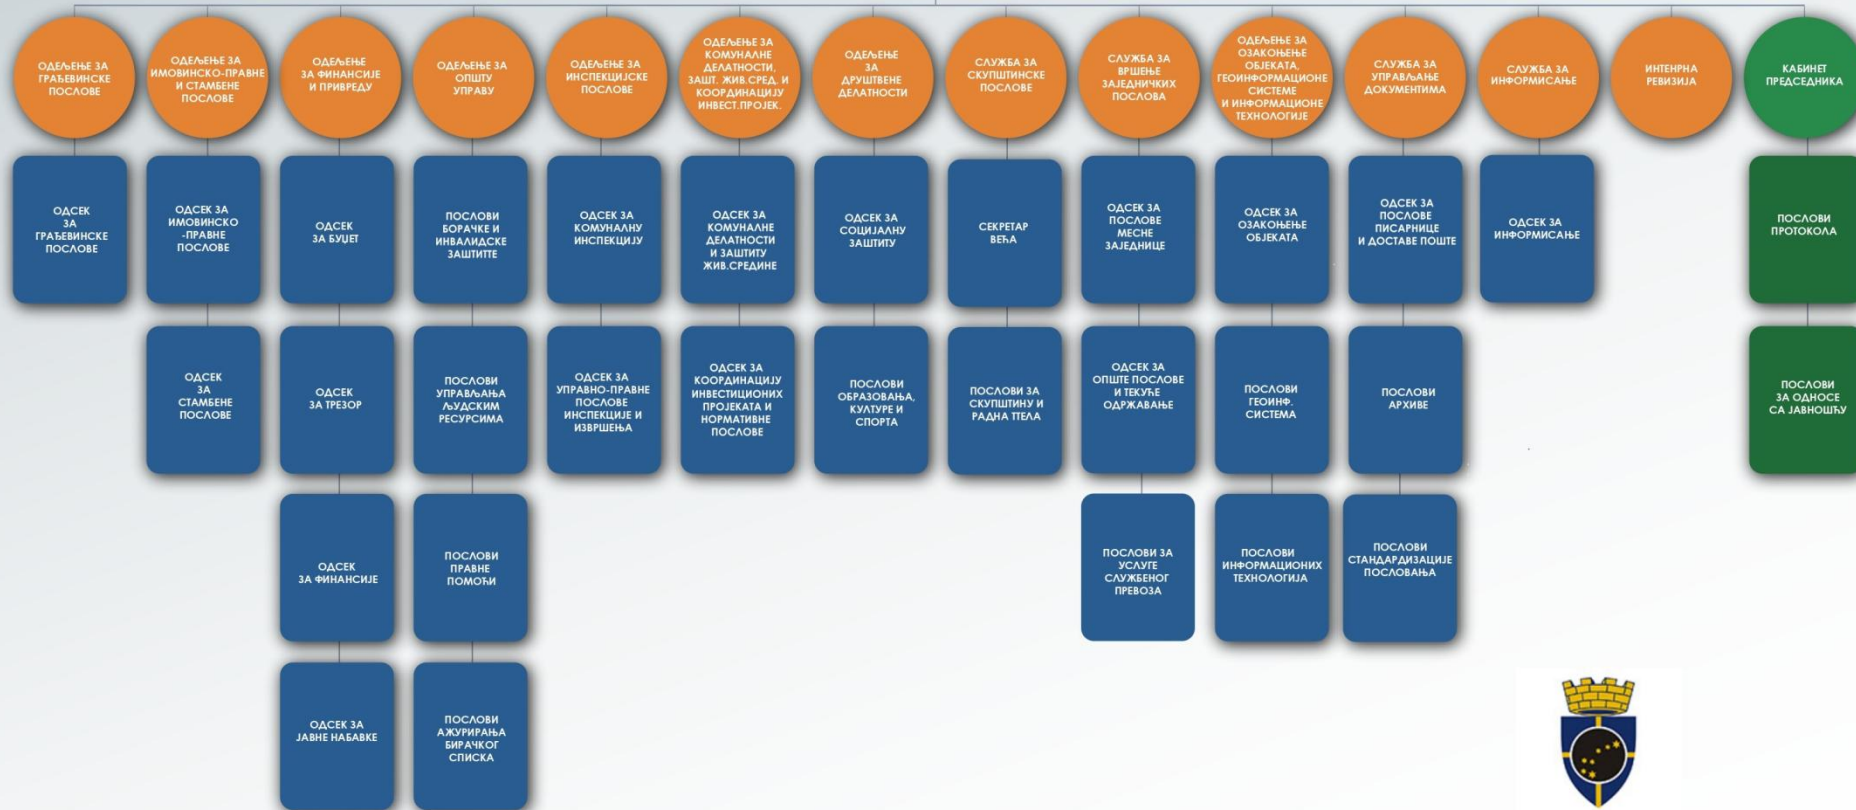 ОДЕЉЕЊЕ ЗА
ГРАЂЕВИНСКЕ
ПОСЛОВЕ
ОДЕЉЕЊЕ ЗА
ИМОВИНСКО-ПРАВНЕ
И СТАМБЕНЕ
ПОСЛОВЕ
ОДЕЉЕЊЕ
ЗА ФИНАНСИЈЕ
И ПРИВРЕДУ
ОДЕЉЕЊЕ ЗА
ОПШТУ
УПРАВУ
ОДЕЉЕЊЕ ЗА
ИНСПЕКЦИЈСКЕ
ПОСЛОВЕ
ОДЕЉЕЊЕ ЗА
КОМУНАЛНЕ
ДЕЛАТНОСТИ,
ЗАШТ. ЖИВ.СРЕД. И
КООРДИНАЦИЈУ
ИНВЕСТ.ПРОЈЕК.
ОДЕЉЕЊЕ
ЗА
ДРУШТВЕНЕ
ДЕЛАТНОСТИ
СЛУЖБА ЗА
СКУПШТИНСКЕ
ПОСЛОВЕ
СЛУЖБА ЗА
ВРШЕЊЕ
ЗАЈЕДНИЧКИХ
ПОСЛОВА
ОДЕЉЕЊЕ ЗА
ОЗАКОЊЕЊЕ
ОБЈЕКАТА,
ГЕОИНФОРМАЦИОНЕ
СИСТЕМЕ
И ИНФОРМАЦИОНЕ
ТЕХНОЛОГИЈЕ
СЛУЖБА ЗА
УПРАВЉАЊЕ
ДОКУМЕНТИМА
СЛУЖБА ЗА
ИНФОРМИСАЊЕ
ИНТЕНРНА
РЕВИЗИЈА
КАБИНЕТ
ПРЕДСЕДНИКА
ОДСЕК
ЗА
ГРАЂЕВИНСКЕ
ПОСЛОВЕ
ОДСЕК ЗА
ИМОВИНСКО
-ПРАВНЕ
ПОСЛОВЕ
ОДСЕК
ЗА БУЏЕТ
ПОСЛОВИ
БОРАЧКЕ И
ИНВАЛИДСКЕ
ЗАШТИТТЕ
ОДСЕК ЗА
КОМУНАЛНУ
ИНСПЕКЦИЈУ
ОДСЕК ЗА
КОМУНАЛНЕ
ДЕЛАТНОСТИ
И ЗАШТИТУ
ЖИВ.СРЕДИНЕ
ОДСЕК ЗА
СОЦИЈАЛНУ
ЗАШТИТУ
СЕКРЕТАР
ВЕЋА
ОДСЕК ЗА
ПОСЛОВЕ
МЕСНЕ
ЗАЈЕДНИЦЕ
ОДСЕК ЗА
ОЗАКОЊЕЊЕ
ОБЈЕКАТА
ОДСЕК ЗА
ПОСЛОВЕ
ПИСАРНИЦЕ
И ДОСТАВЕ ПОШТЕ
ОДСЕК ЗА
ИНФОРМИСАЊЕ
ПОСЛОВИ
ПРОТОКОЛА
ОДСЕК
ЗА
СТАМБЕНЕ
ПОСЛОВЕ
ОДСЕК
ЗА ТРЕЗОР
ПОСЛОВИ
УПРАВЉАЊА
ЉУДСКИМ
РЕСУРСИМА
ОДСЕК ЗА
УПРАВНО-ПРАВНЕ
ПОСЛОВЕ
ИНСПЕКЦИЈЕ И
ИЗВРШЕЊА
ОДСЕК ЗА
КООРДИНАЦИЈУ
ИНВЕСТИЦИОНИХ
ПРОЈЕКАТА И
НОРМАТИВНЕ
ПОСЛОВЕ
ПОСЛОВИ
ОБРАЗОВАЊА,
КУЛТУРЕ И
СПОРТА
ПОСЛОВИ ЗА
СКУПШТИНУ И
РАДНА ТТЕЛА
ОДСЕК ЗА
ОПШТЕ ПОСЛОВЕ
И ТЕКУЋЕ
ОДРЖАВАЊЕ
ПОСЛОВИ
ГЕОИНФ.
СИСТЕМА
ПОСЛОВИ
АРХИВЕ
ПОСЛОВИ
ЗА ОДНОСЕ
СА ЈАВНОШЋУ
ОДСЕК
ЗА ФИНАНСИЈЕ
ПОСЛОВИ
ПРАВНЕ
ПОМОЋИ
ПОСЛОВИ ЗА
УСЛУГЕ
СЛУЖБЕНОГ
ПРЕВОЗА
ПОСЛОВИ
ИНФОРМАЦИОНИХ
ТЕХНОЛОГИЈА
ПОСЛОВИ
СТАНДАРДИЗАЦИЈЕ
ПОСЛОВАЊА
ОДСЕК ЗА
ЈАВНЕ НАБАВКЕ
ПОСЛОВИ
АЖУРИРАЊА
БИРАЧКОГ
СПИСКА